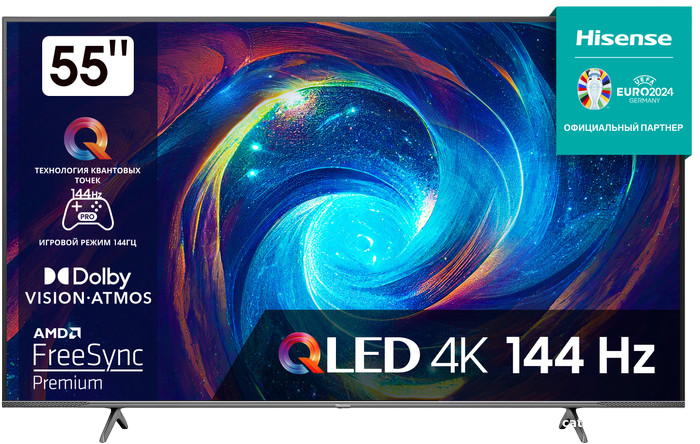 55"
Hisense
UEFA
EURO2024
GERMANY
ОФИЦИАЛЬНЫЙ ПАРТНЕР
ТЕХНОЛОГИЯ КВАНТОВЫХ
ТОЧЕК
144Hz
PRO
ИГРОВОЙ РЕЖИМ 144ГЦ
Dolby
VISION·ATMOS
AMD
FreeSync
Premium
QLED 4K 144 Hz